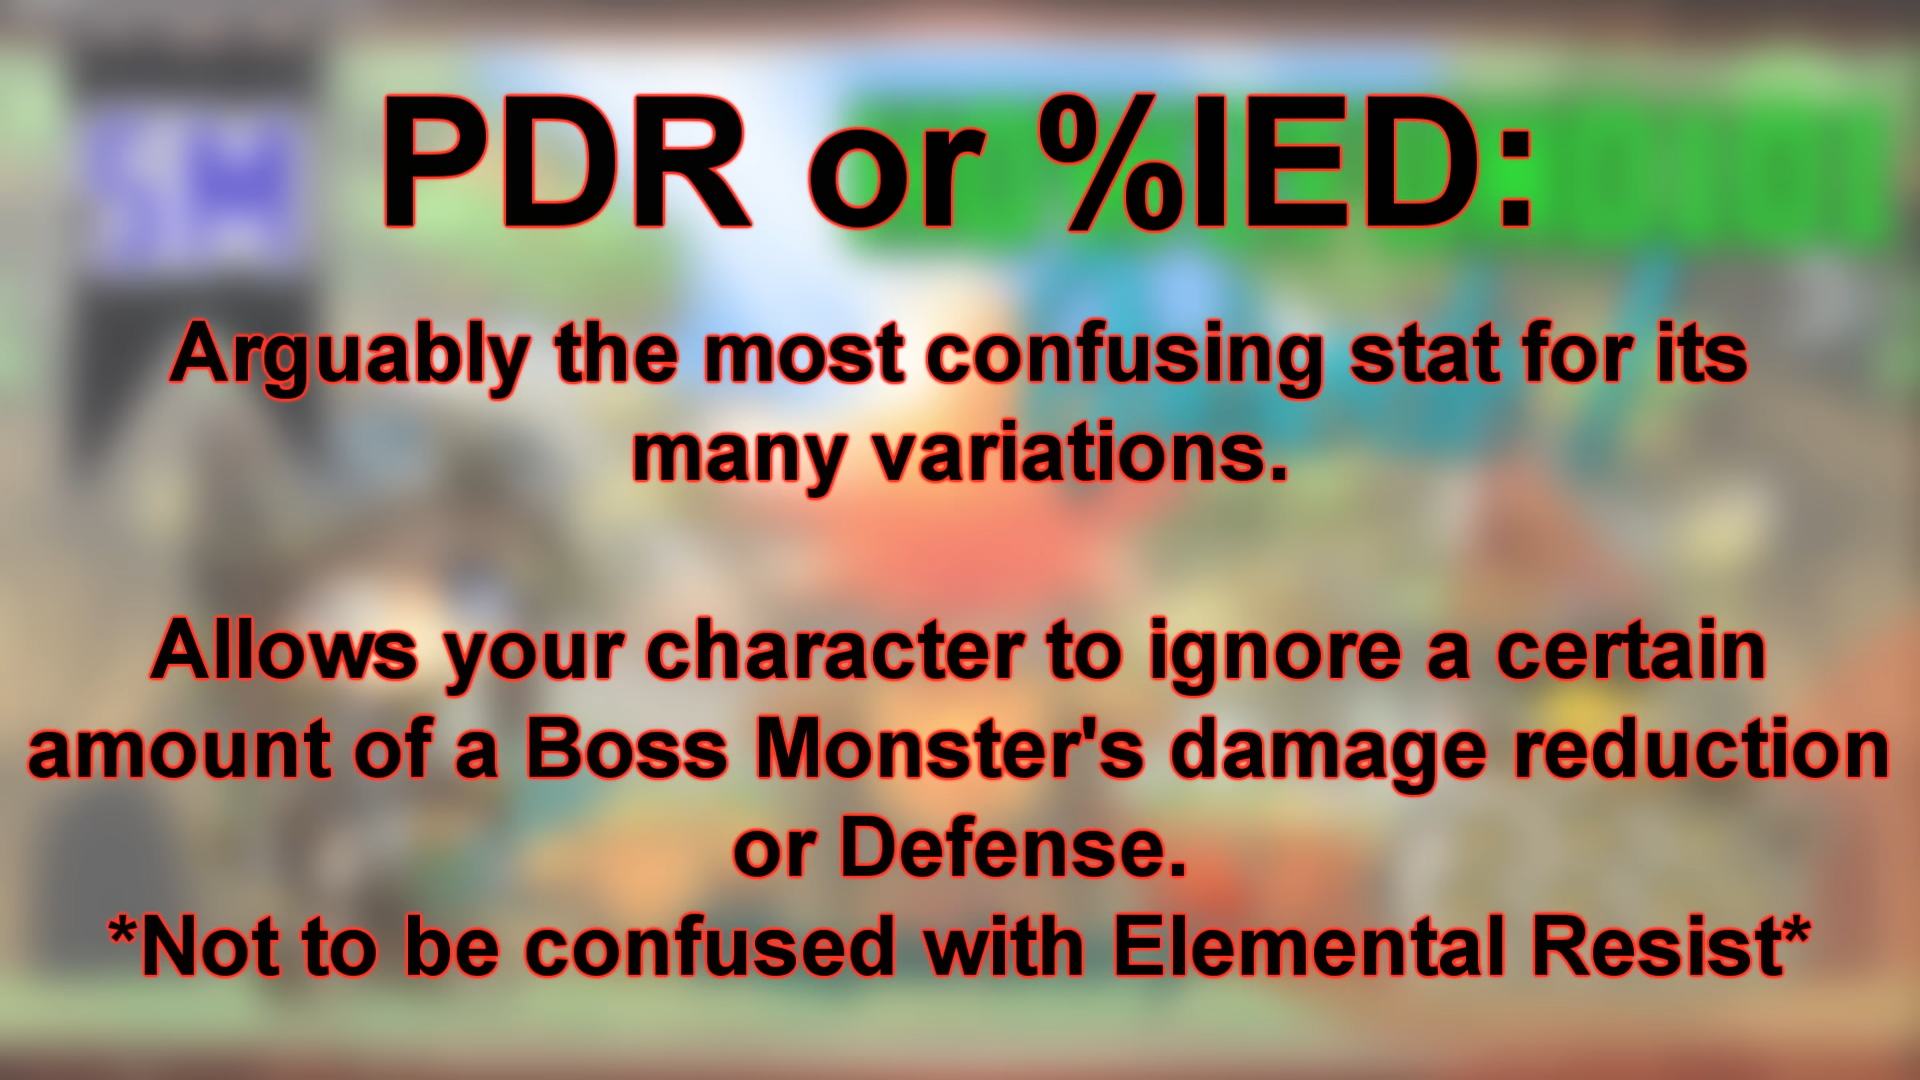 PDR or %IED:
Arguably the most confusing stat for its
many variations.
Allows your character to ignore a certain
amount of a Boss Monster's damage reduction
or Defense.
*Not to be confused with Elemental Resist*